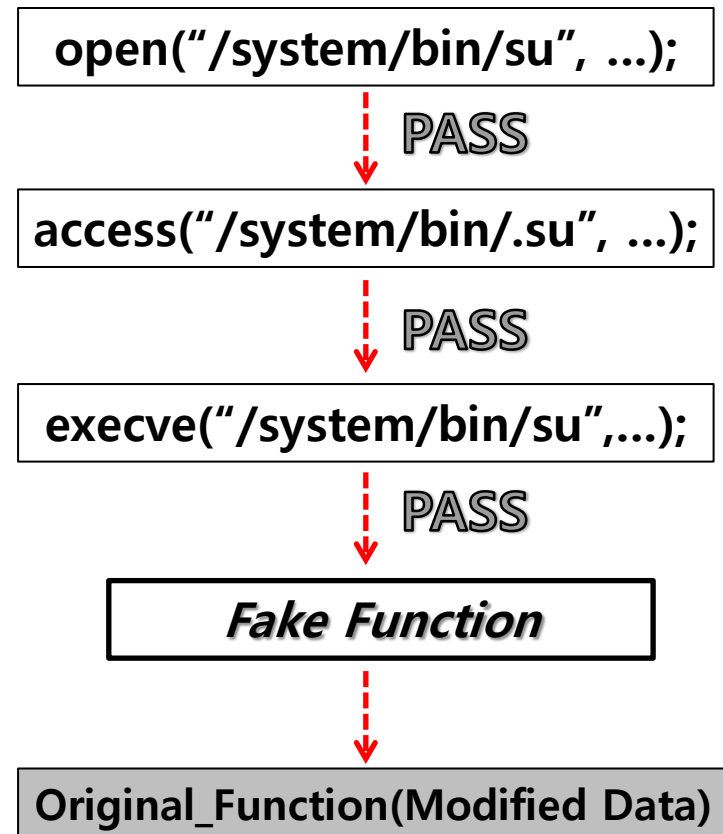 open(“/system/bin/su”, ...);
PASS
access(“/system/bin/.su”, ...);
PASS
execve(“/system/bin/su”,...);
PASS
Fake Function
Original_Function(Modified Data)